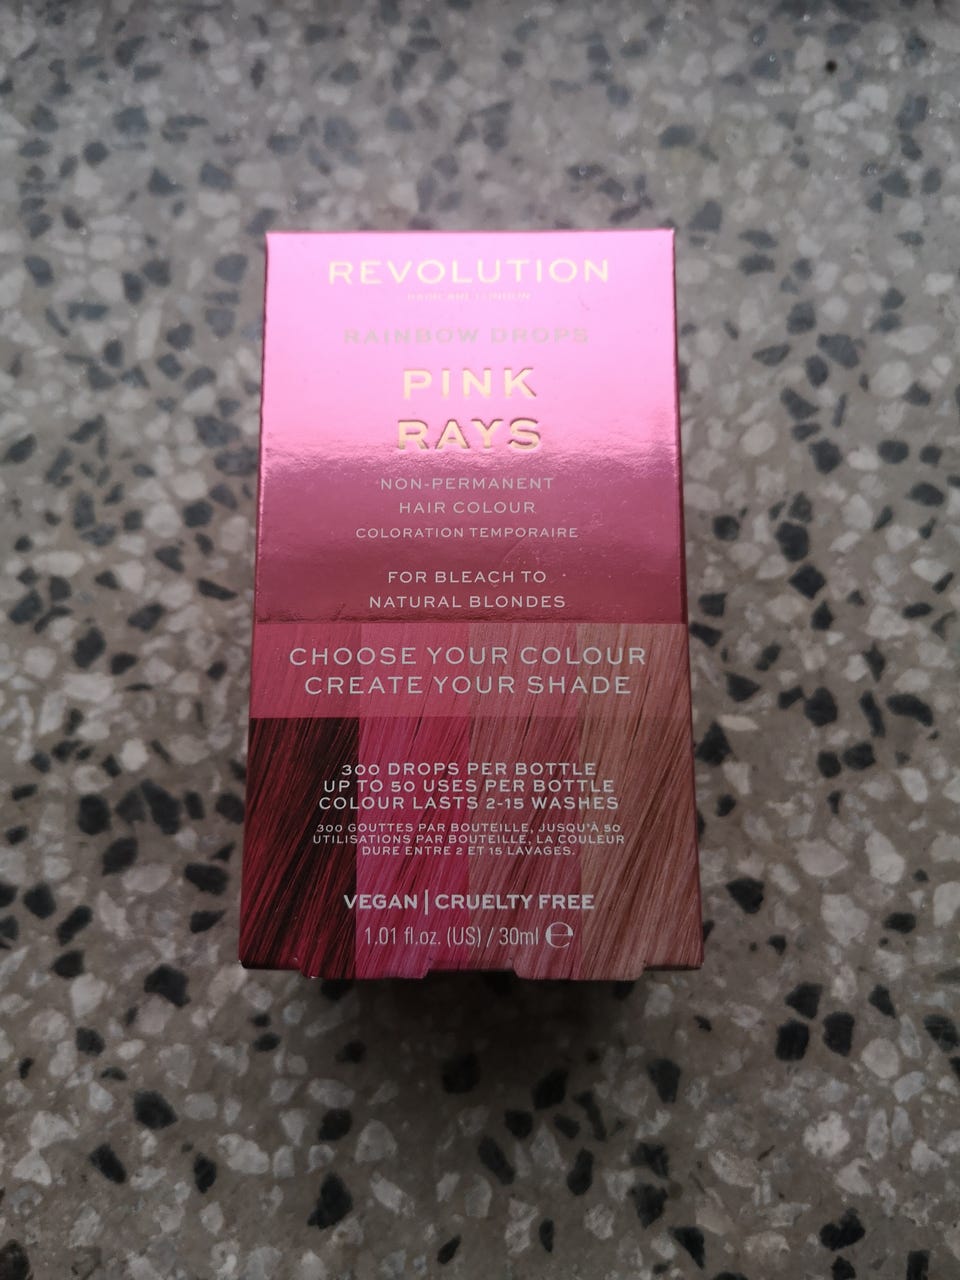 REVOLUTION
HAIRCARE LONDON
RAINBOW DROPS
PINK
RAYS
NON-PERMANENT
HAIR COLOUR
COLORATION TEMPORAIRE
FOR BLEACH TO
NATURAL BLONDES
CHOOSE YOUR COLOUR
CREATE YOUR SHADE
300 DROPS PER BOTTLE
UP TO 50 USES PER BOTTLE
COLOUR LASTS 2-15 WASHES
300 GOUTTES PAR BOUTEILLE, JUSQU'À 50
UTILISATIONS PAR BOUTEILLE, LA COULEUR
DURE ENTRE 2 ET 15 LAVAGES.
VEGAN | CRUELTY FREE
1.01 fl.oz. (US) / 30ml ℮